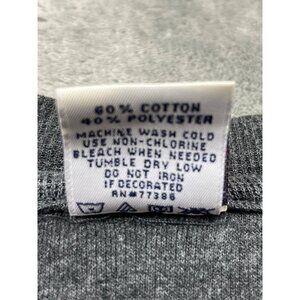 60% COTTON
40% POLYESTER
MACHINE WASH COLD
USE NON-CHLORINE
BLEACH WHEN NEEDED
TUMBLE DRY LOW
DO NOT IRON
IF DECORATED
RN#77386